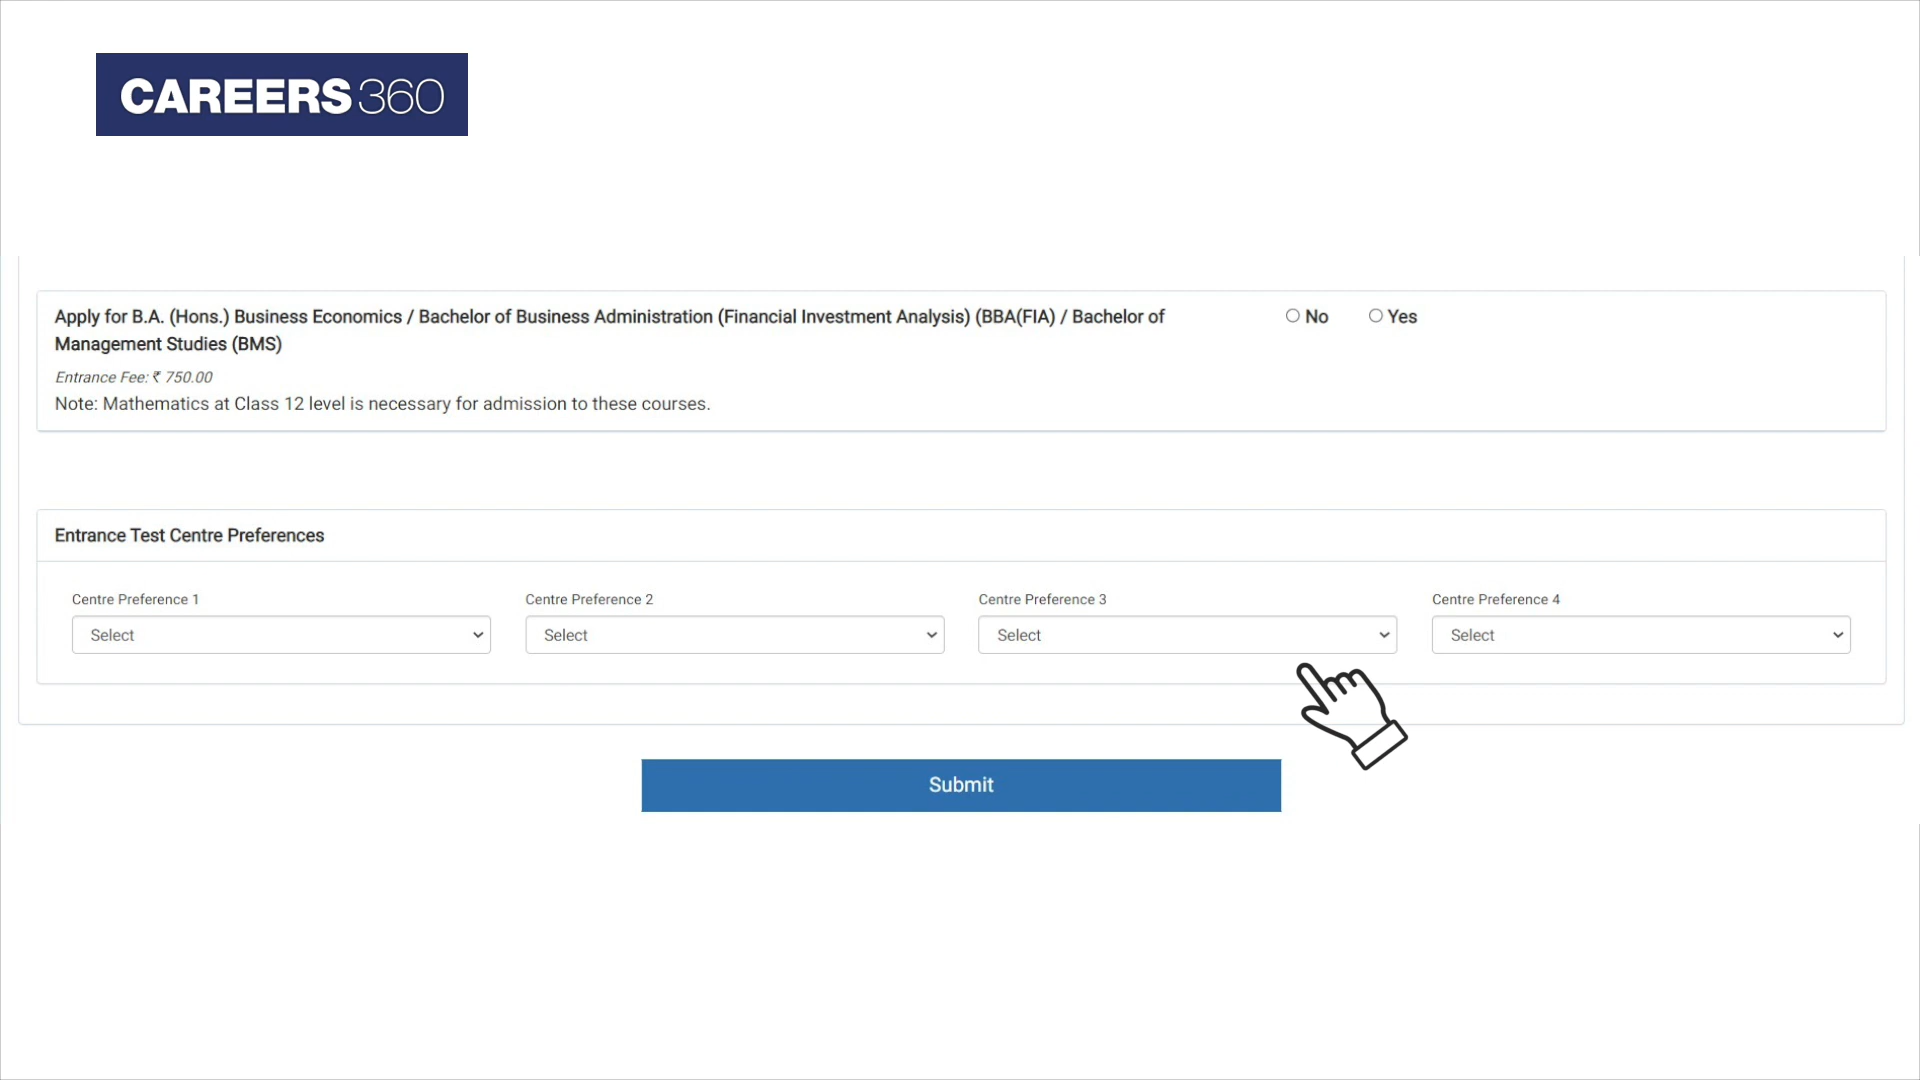 CAREERS360
Apply for B.A. (Hons.) Business Economics / Bachelor of Business Administration (Financial Investment Analysis) (BBA(FIA) / Bachelor of
Management Studies (BMS)
No
Yes
Entrance Fee: ₹ 750.00
Note: Mathematics at Class 12 level is necessary for admission to these courses.
Entrance Test Centre Preferences
Centre Preference 1
Centre Preference 2
Centre Preference 3
Centre Preference 4
Select
Select
Select
Select
Submit